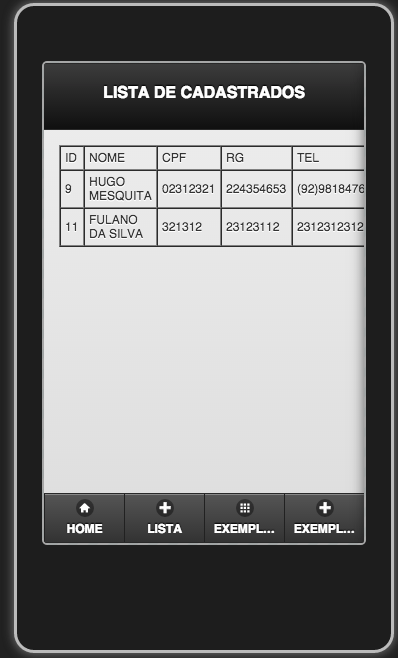 LISTA DE CADASTRADOS
ID NOME CPF RG TEL
9 HUGO MESQUITA 02312321 224354653 (92)9818476
11 FULANO DA SILVA 321312 23123112 2312312312
HOME LISTA EXEMPL... EXEMPL...